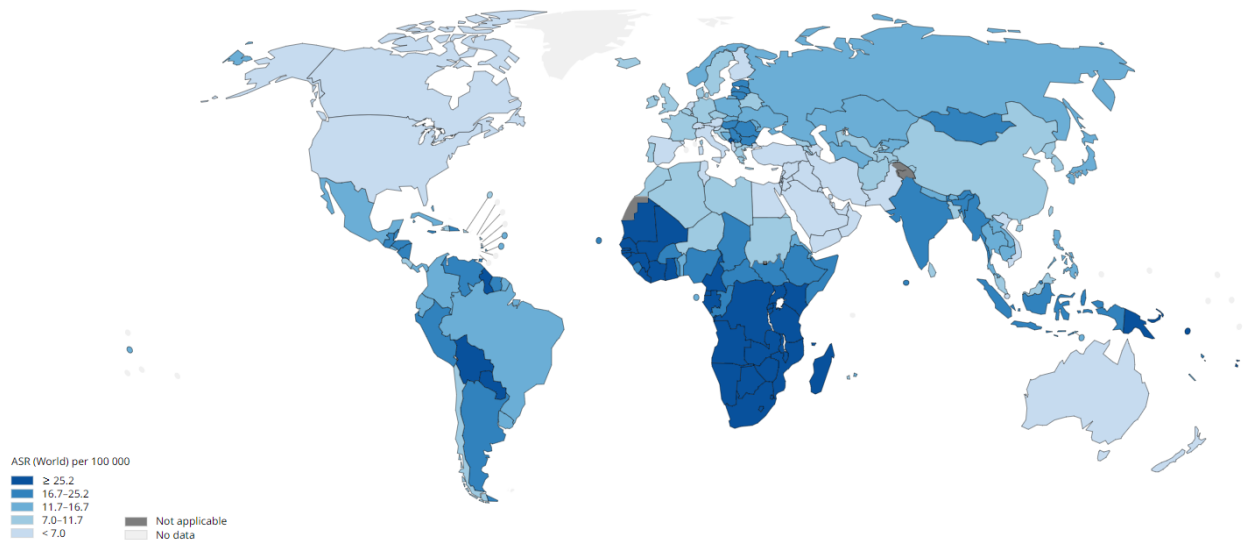 ASR (World) per 100 000
≥ 25.2
16.7–25.2
11.7–16.7
7.0–11.7
< 7.0
Not applicable
No data